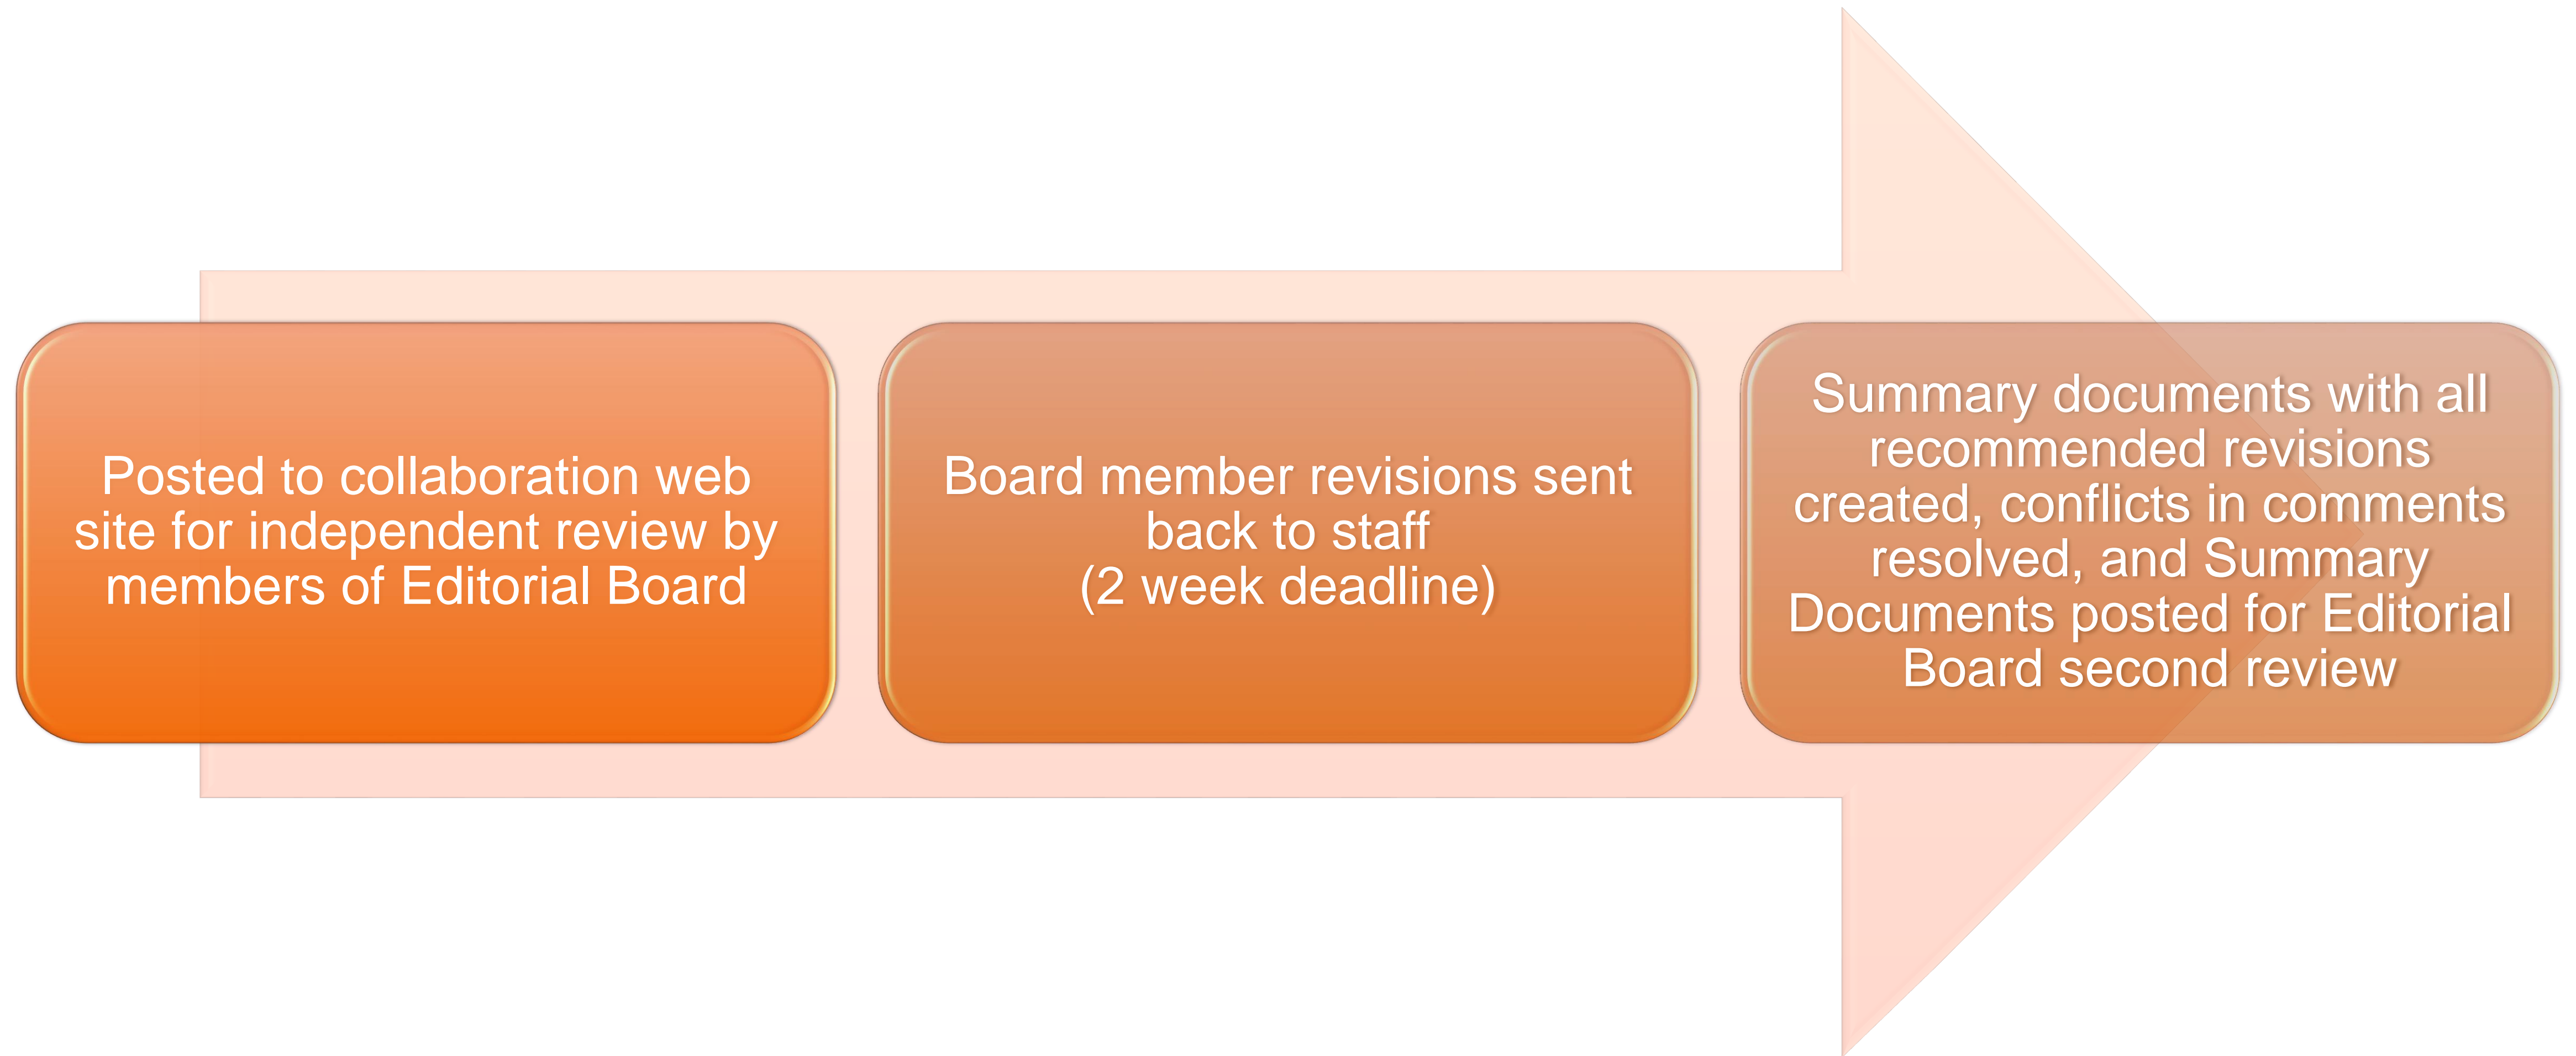 Posted to collaboration web
site for independent review by
members of Editorial Board
Board member revisions sent
back to staff
(2 week deadline)
Summary documents with all
recommended revisions
created, conflicts in comments
resolved, and Summary
Documents posted for Editorial
Board second review